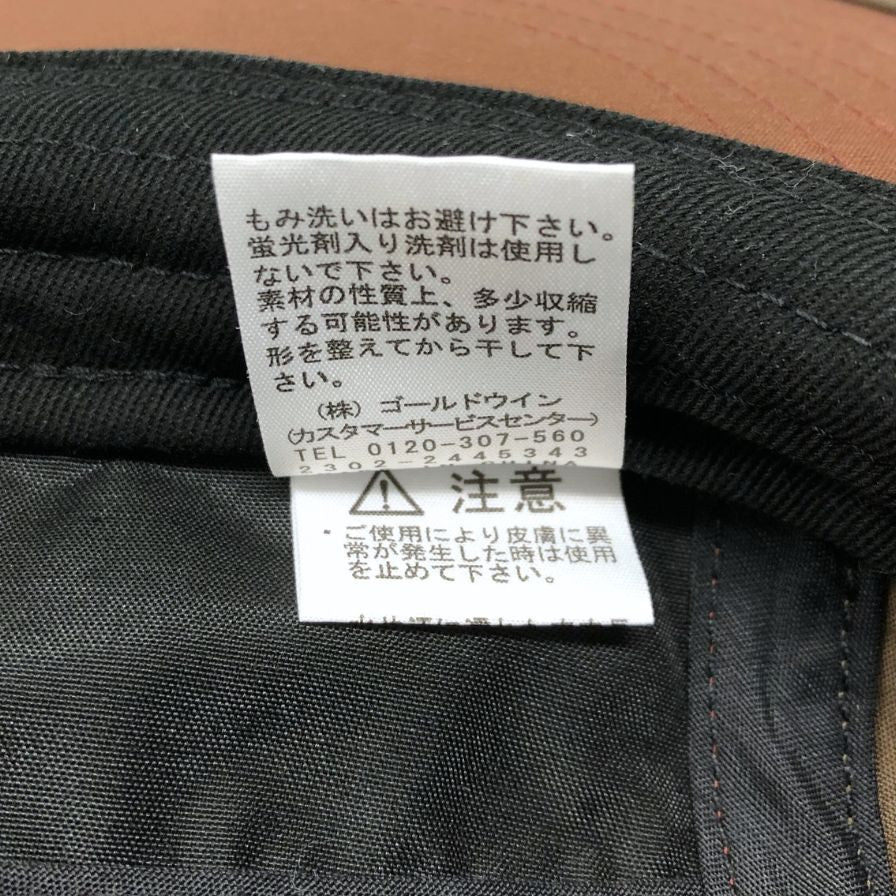 もみ洗いはお避け下さい。
蛍光剤入り洗剤は使用し
ないで下さい。
素材の性質上、多少収縮
する可能性があります。
形を整えてから干して下
さい。
(株) ゴールドウイン
(カスタマーサービスセンター)
TEL 0120-307-560
2302-2445343
注意
・ご使用により皮膚に異
常が発生した時は使用
を止めて下さい。